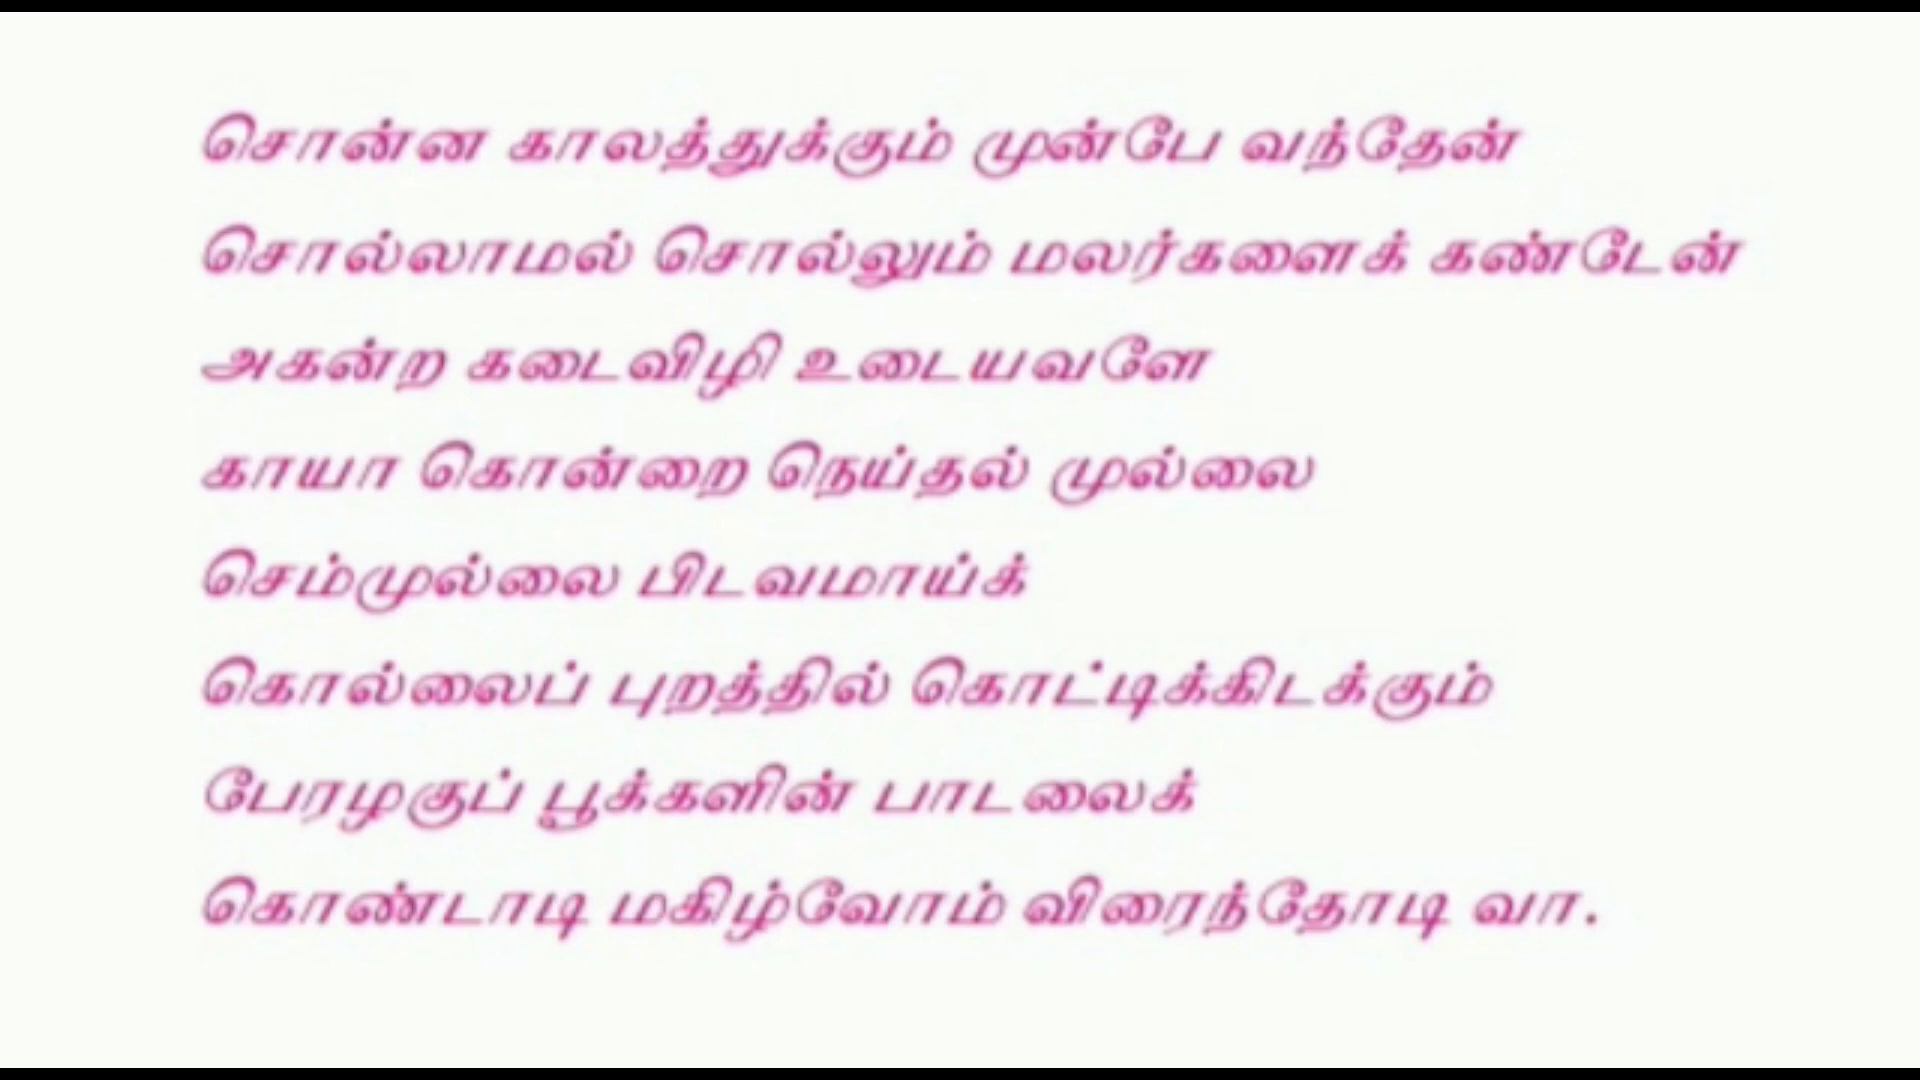 சொன்ன காலத்துக்கும் முன்பே வந்தேன்
சொல்லாமல் சொல்லும் மலர்களைக் கண்டேன்
அகன்ற கடைவிழி உடையவளே
காயா கொன்றை நெய்தல் முல்லை
செம்முல்லை பிடவமாய்க்
கொல்லைப் புறத்தில் கொட்டிக்கிடக்கும்
பேரழகுப் பூக்களின் பாடலைக்
கொண்டாடி மகிழ்வோம் விரைந்தோடி வா.